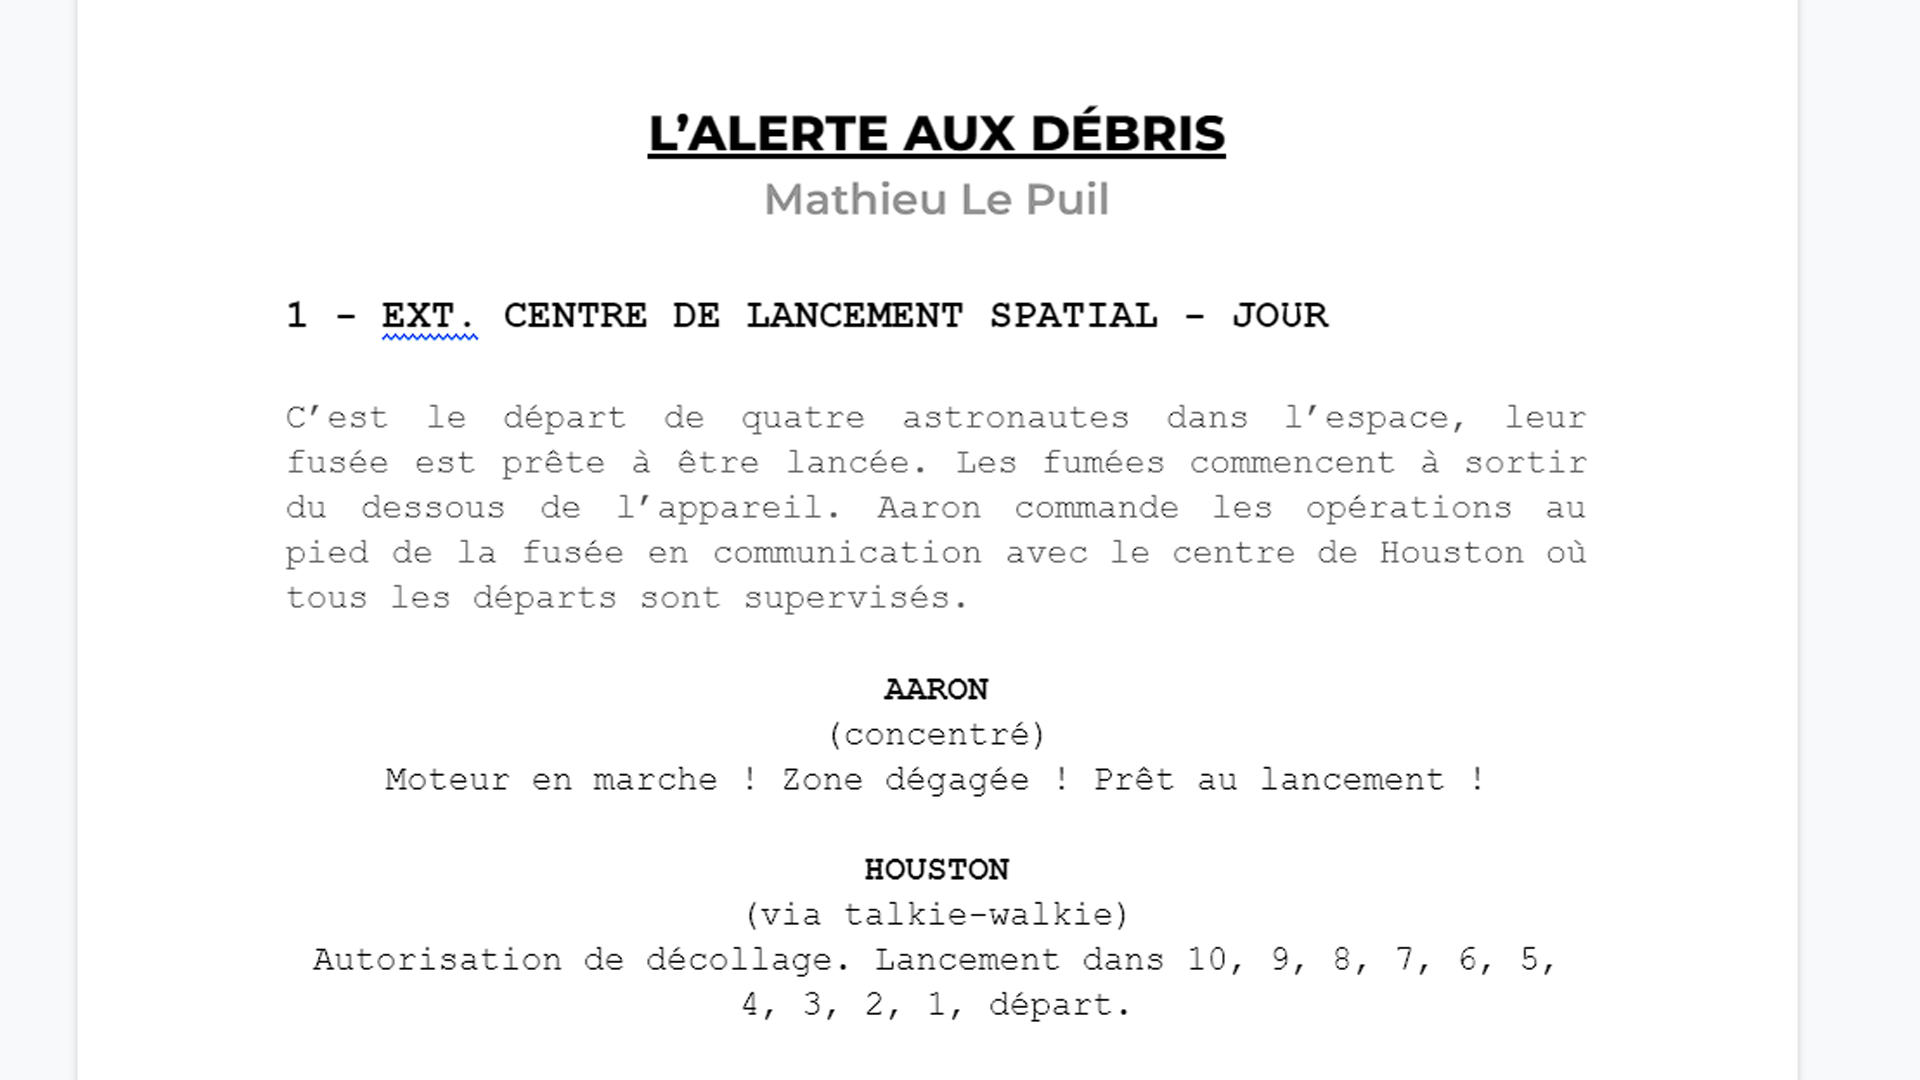 L’ALERTE AUX DÉBRIS
Mathieu Le Puil
1 - EXT. CENTRE DE LANCEMENT SPATIAL - JOUR
C’est le départ de quatre astronautes dans l’espace, leur
fusée est prête à être lancée. Les fumées commencent à sortir
du dessous de l’appareil. Aaron commande les opérations au
pied de la fusée en communication avec le centre de Houston où
tous les départs sont supervisés.
AARON
(concentré)
Moteur en marche ! Zone dégagée ! Prêt au lancement !
HOUSTON
(via talkie-walkie)
Autorisation de décollage. Lancement dans 10, 9, 8, 7, 6, 5,
4, 3, 2, 1, départ.